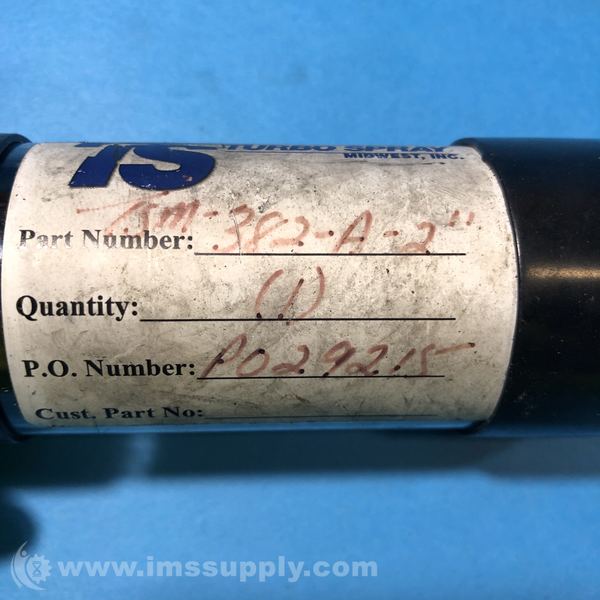 TS TURBO SPRAY
MIDWEST, INC.
Part Number: TSM-382-A-2"
Quantity: (1)
P.O. Number: PO29215
Cust. Part No:
www.imssupply.com